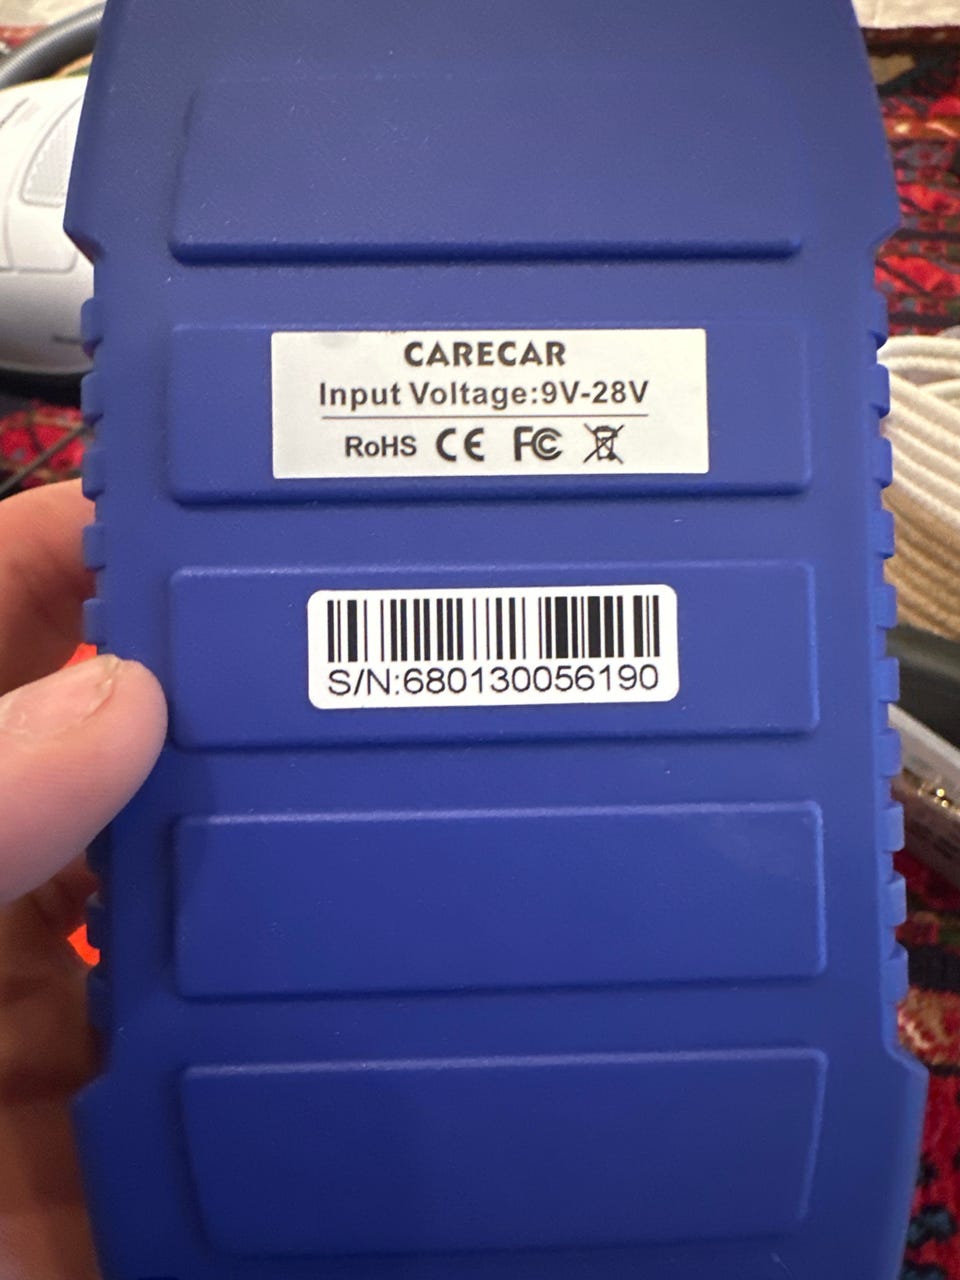 CARECAR
Input Voltage:9V-28V
RoHS CE FC
S/N:680130056190